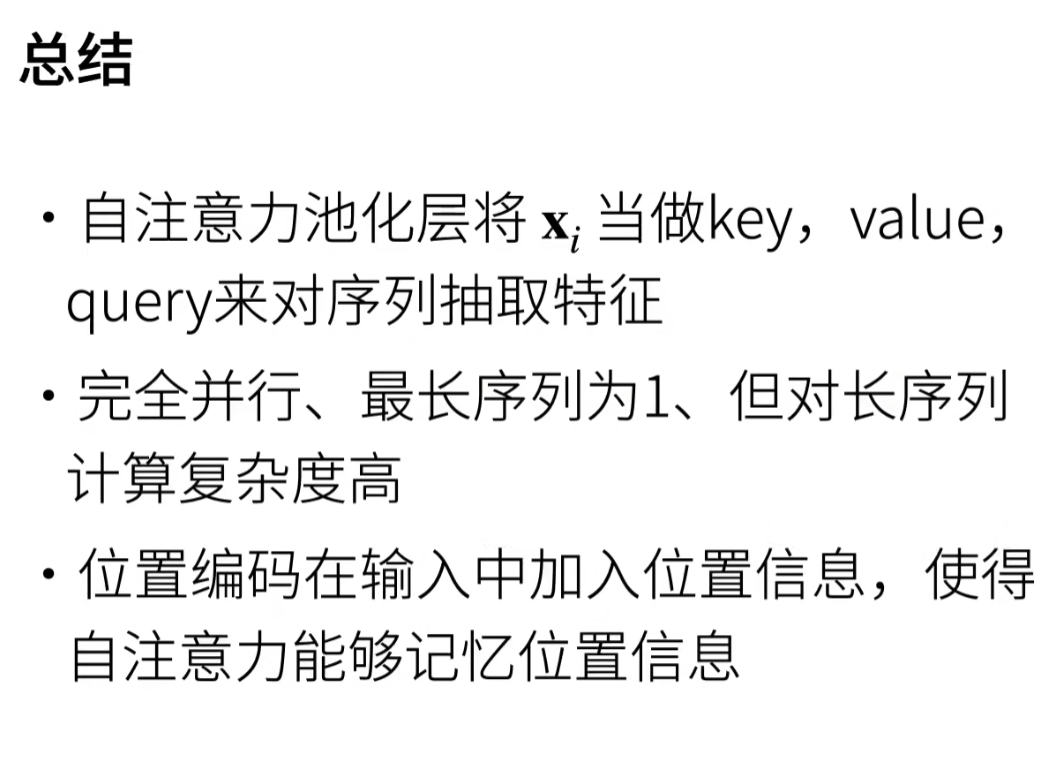 总结
• 自注意力池化层将 xᵢ 当做key，value，
query来对序列抽取特征
• 完全并行、最长序列为1、但对长序列
计算复杂度高
• 位置编码在输入中加入位置信息，使得
自注意力能够记忆位置信息